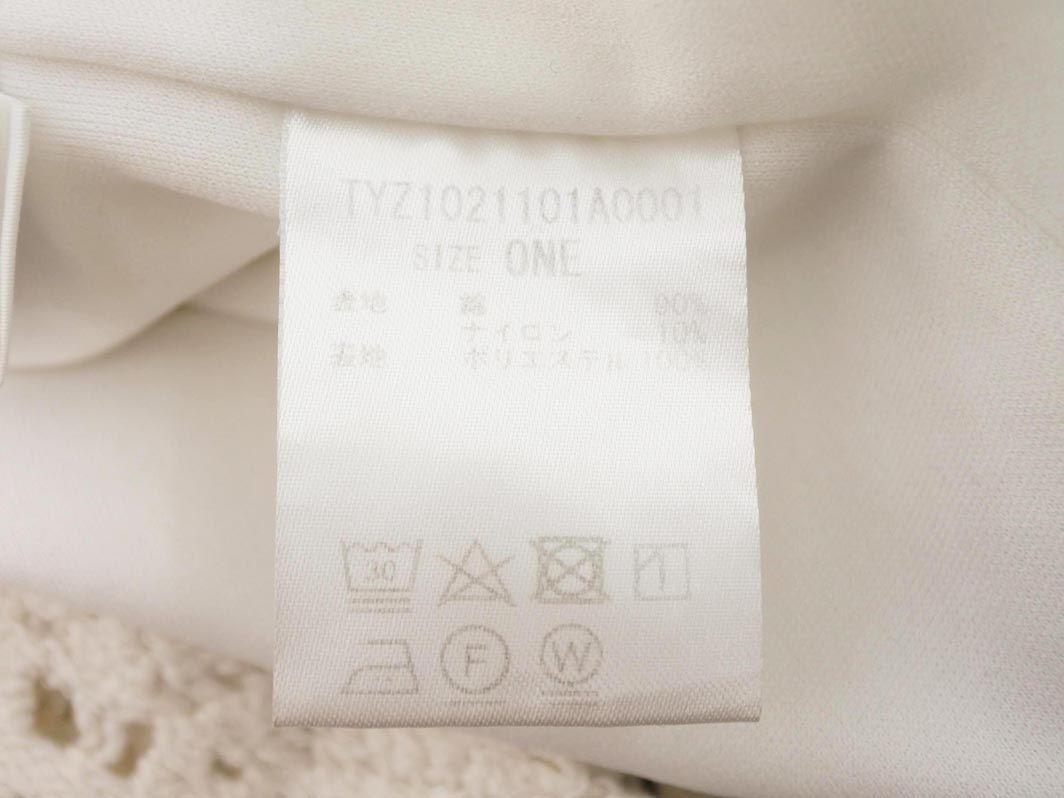 TYZ1021101A0001
SIZE ONE
表地 綿 90%
ナイロン 10%
裏地 ポリエステル 100%
30
F W